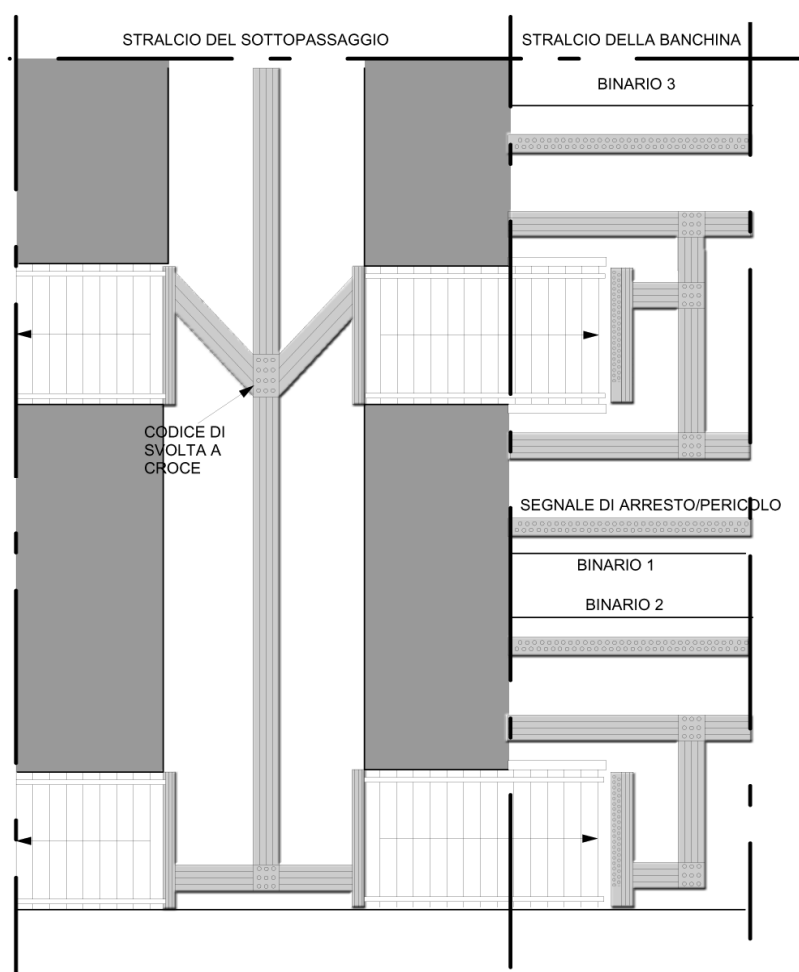 STRALCIO DEL SOTTOPASSAGGIO
STRALCIO DELLA BANCHINA
BINARIO 3
CODICE DI
SVOLTA A
CROCE
SEGNALE DI ARRESTO/PERICOLO
BINARIO 1
BINARIO 2